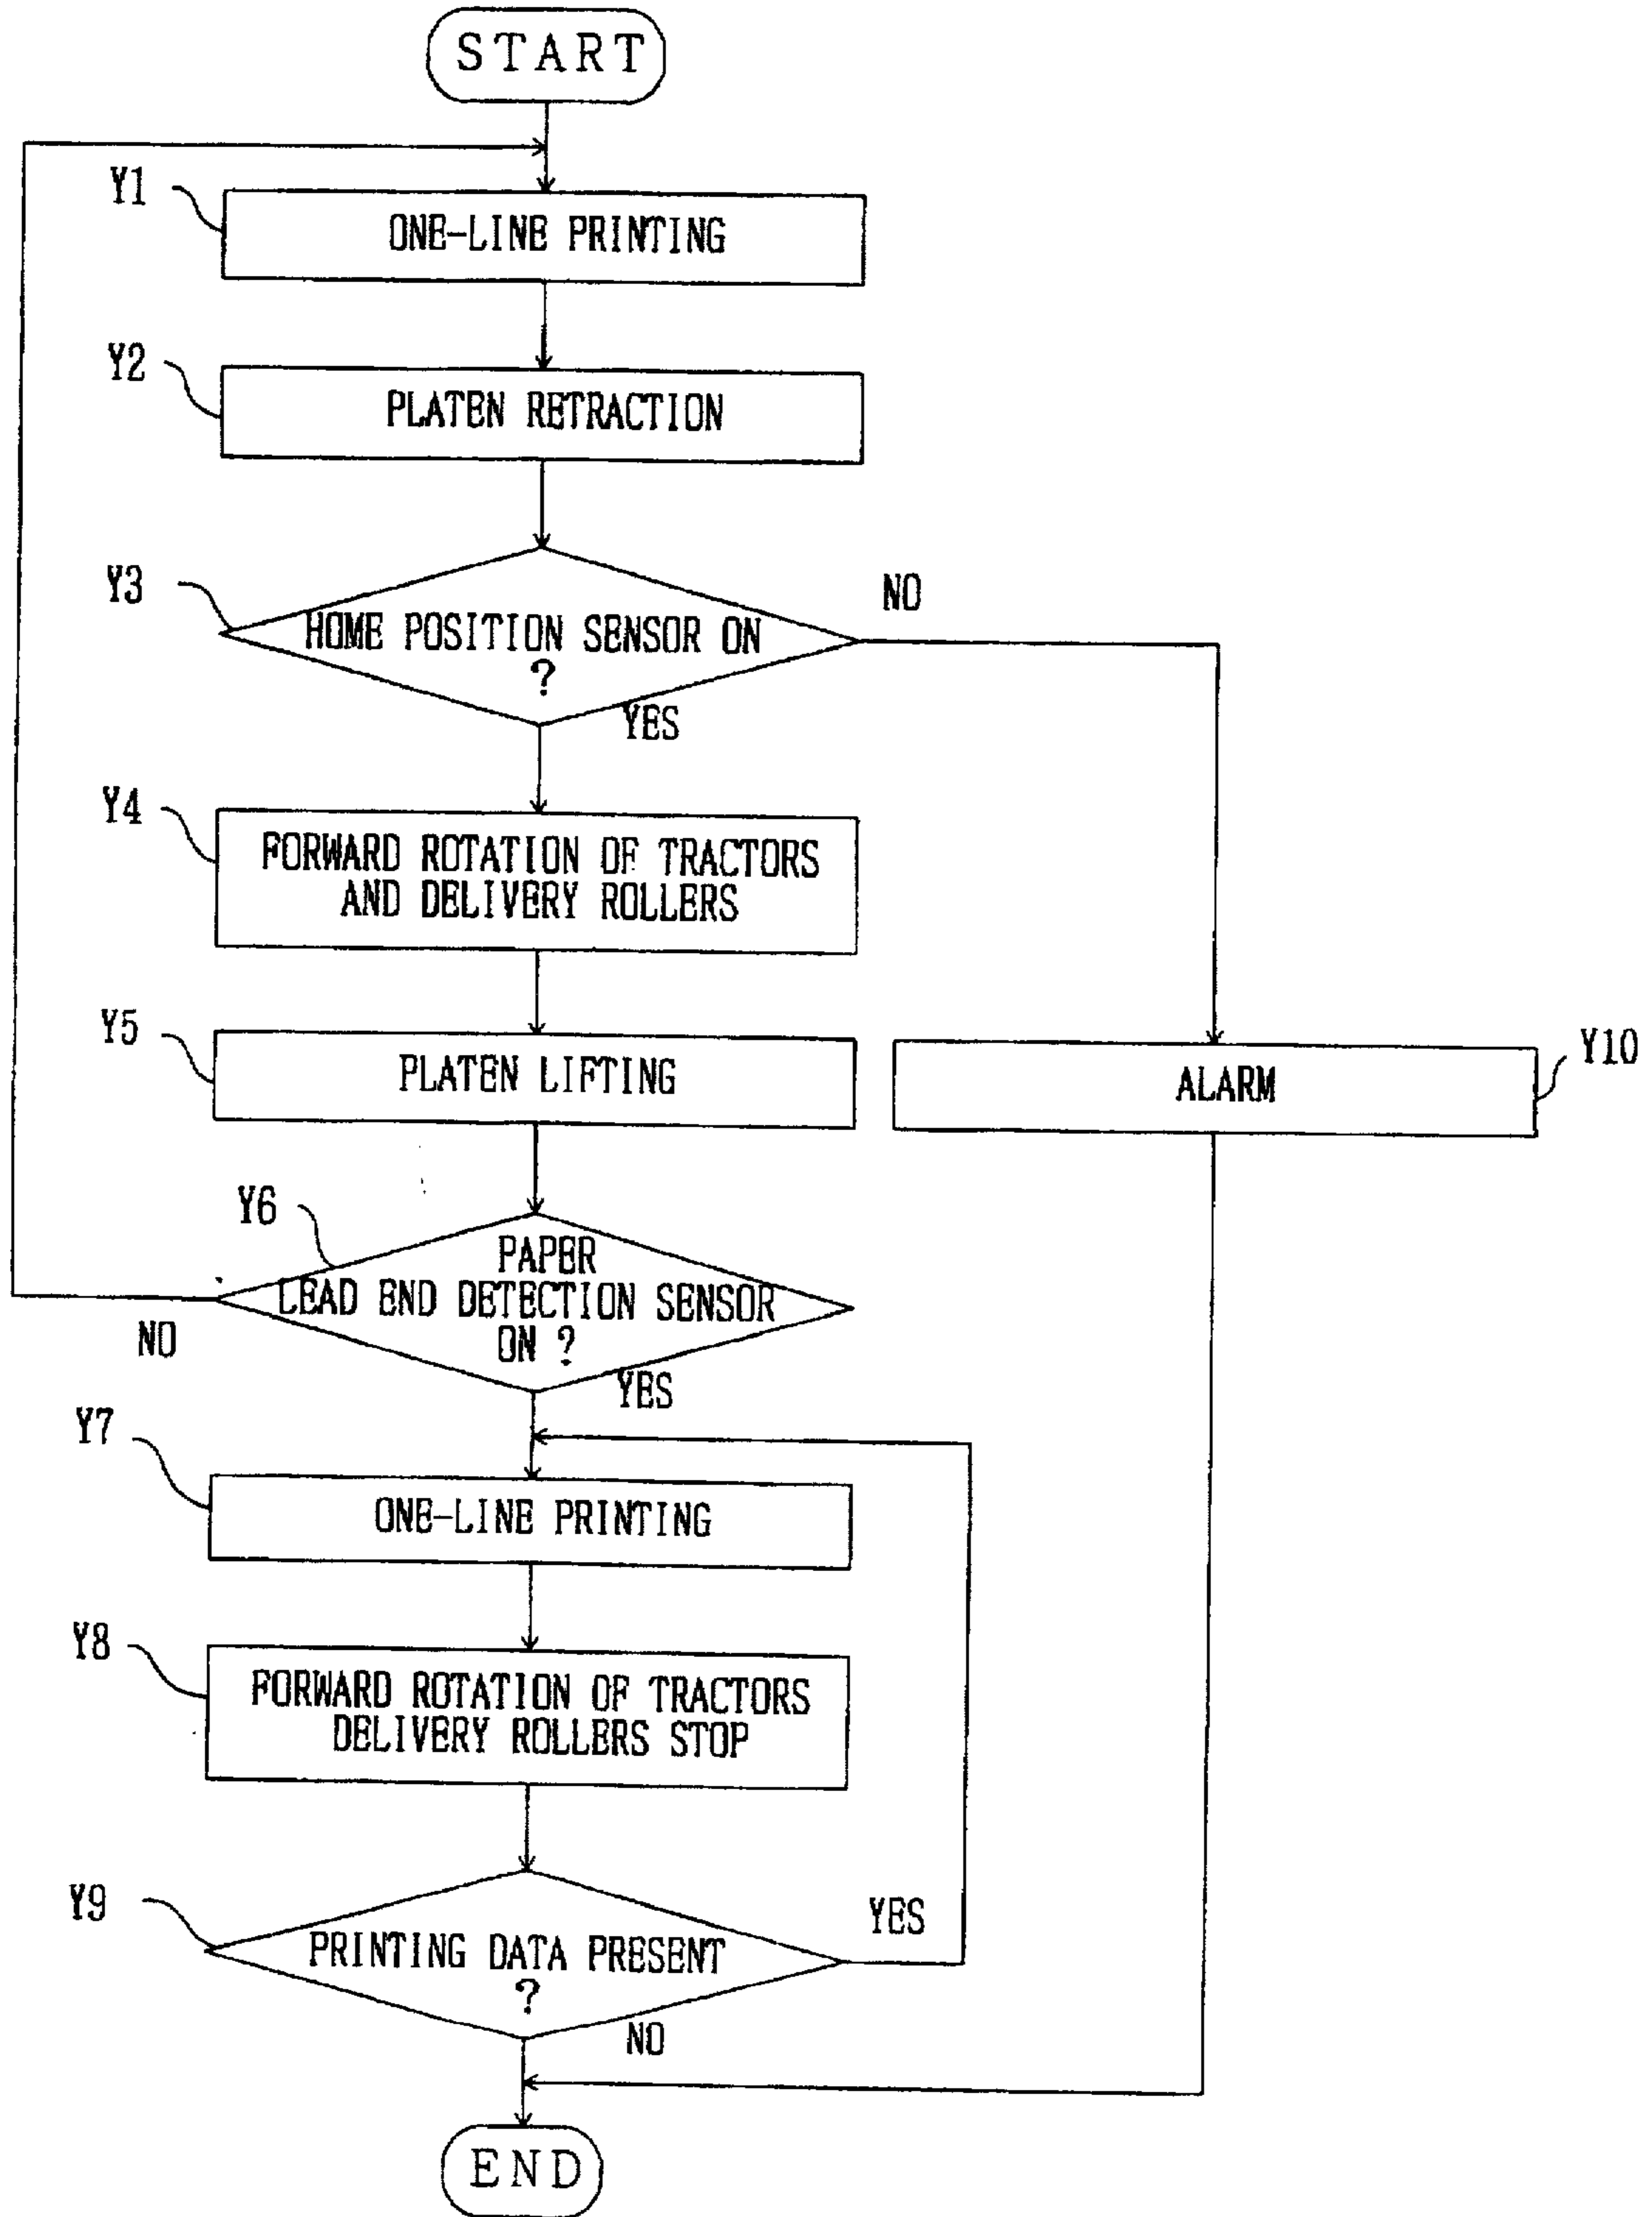 START
Y1
ONE-LINE PRINTING
Y2
PLATEN RETRACTION
Y3
NO
HOME POSITION SENSOR ON
?
YES
Y4
FORWARD ROTATION OF TRACTORS
AND DELIVERY ROLLERS
Y5
PLATEN LIFTING
ALARM
Y10
Y6
PAPER
LEAD END DETECTION SENSOR
ON ?
NO
YES
Y7
ONE-LINE PRINTING
Y8
FORWARD ROTATION OF TRACTORS
DELIVERY ROLLERS STOP
Y9
YES
PRINTING DATA PRESENT
?
NO
END